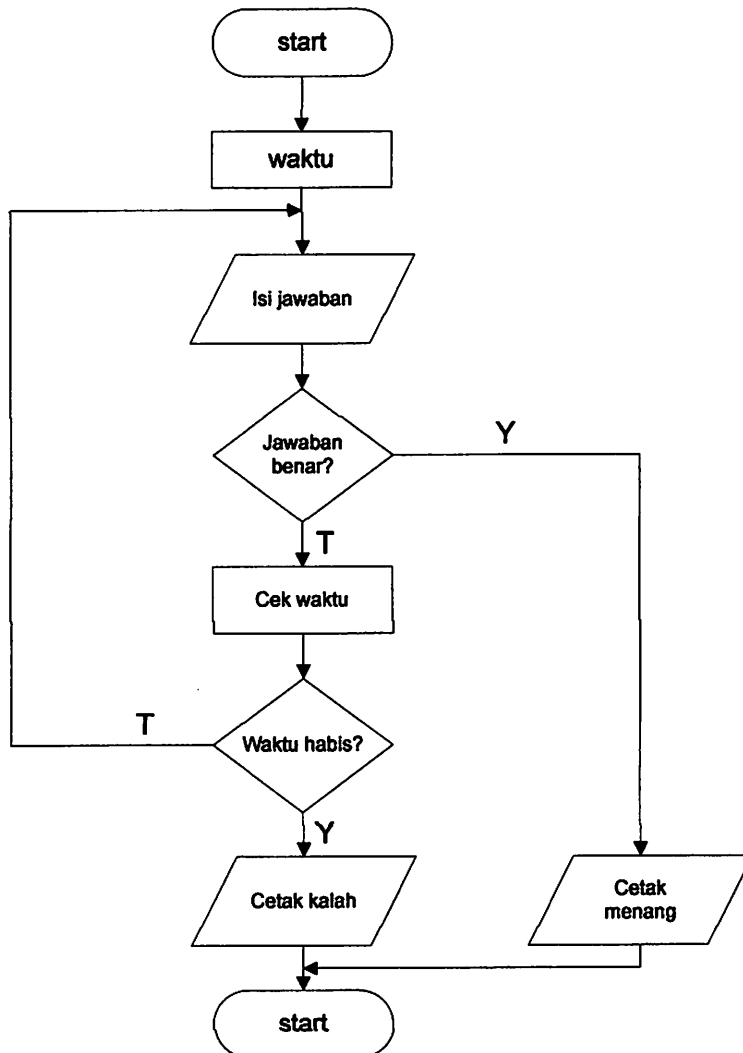 start
waktu
Isi jawaban
Jawaban
benar?
Y
T
Cek waktu
T
Waktu habis?
Y
Cetak kalah
Cetak
menang
start